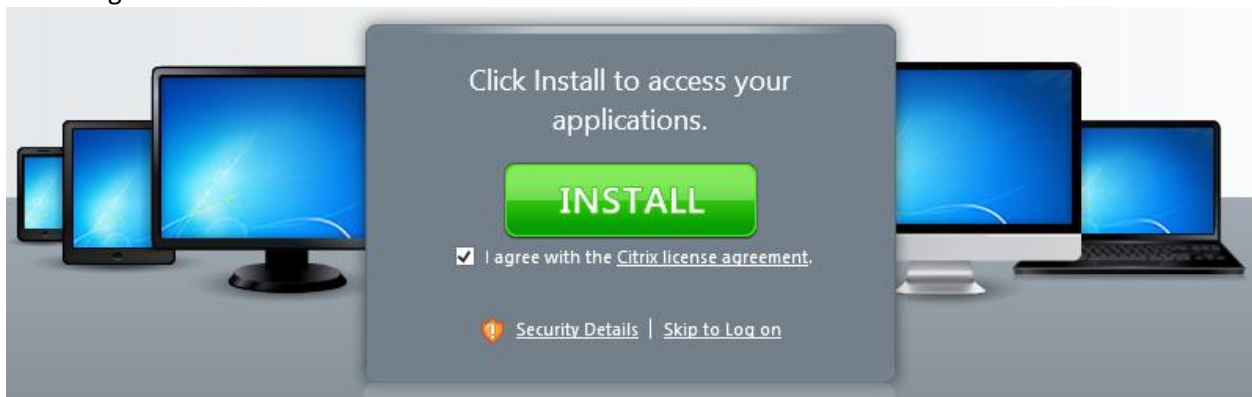 Click Install to access your
applications.
INSTALL
I agree with the Citrix license agreement.
Security Details | Skip to Log on